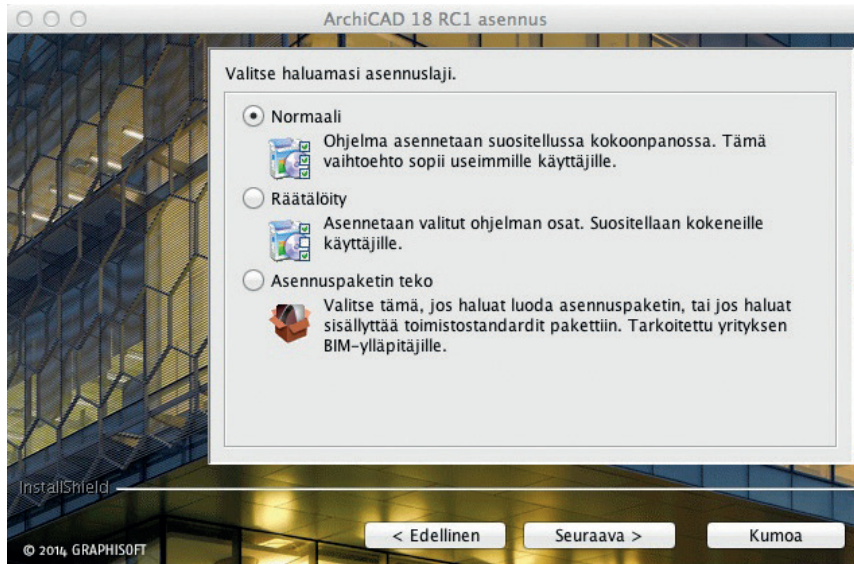 ArchiCAD 18 RC1 asennus
Valitse haluamasi asennuslaji.
Normaali
Ohjelma asennetaan suositellussa kokoonpanossa. Tämä
vaihtoehto sopii useimmille käyttäjille.
Räätälöity
Asennetaan valitut ohjelman osat. Suositellaan kokeneille
käyttäjille.
Asennuspaketin teko
Valitse tämä, jos haluat luoda asennuspaketin, tai jos haluat
sisällyttää toimistostandardit pakettiin. Tarkoitettu yrityksen
BIM-ylläpitäjille.
InstallShield
< Edellinen
Seuraava >
Kumoa
© 2014 GRAPHISOFT